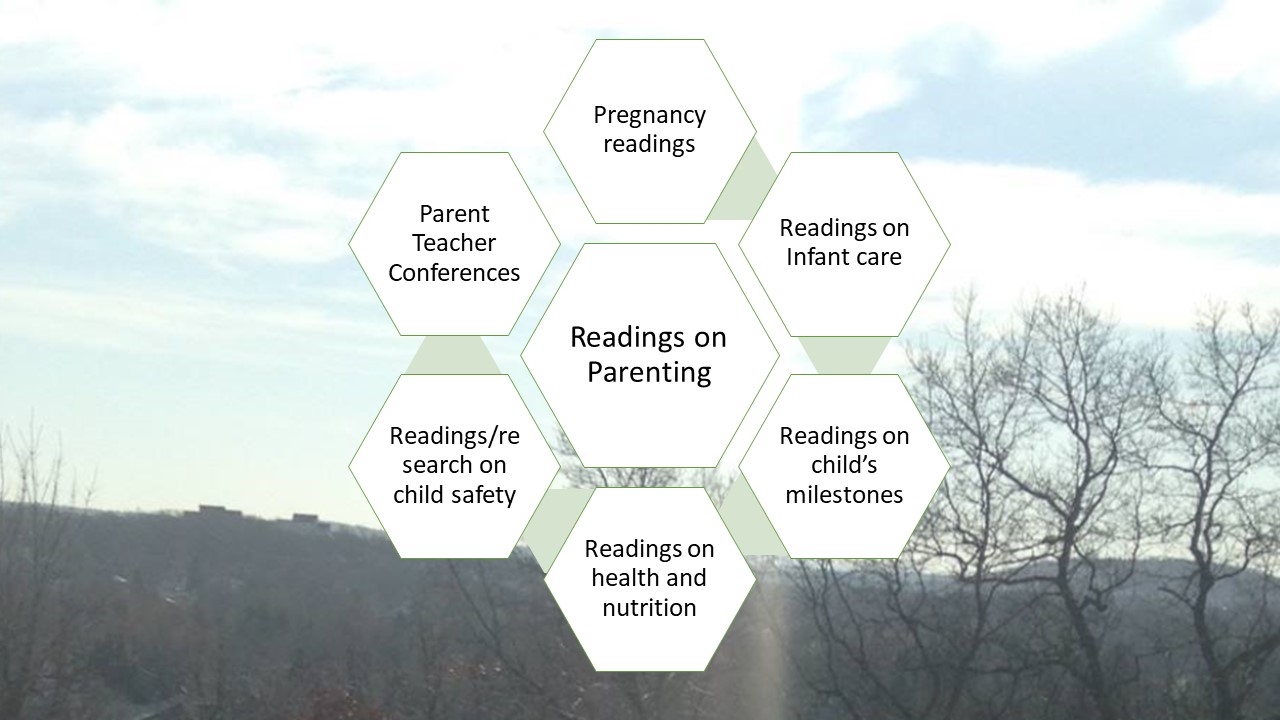 Pregnancy
readings
Readings on
Infant care
Readings on
child’s
milestones
Readings on
health and
nutrition
Readings/re
search on
child safety
Parent
Teacher
Conferences
Readings on
Parenting